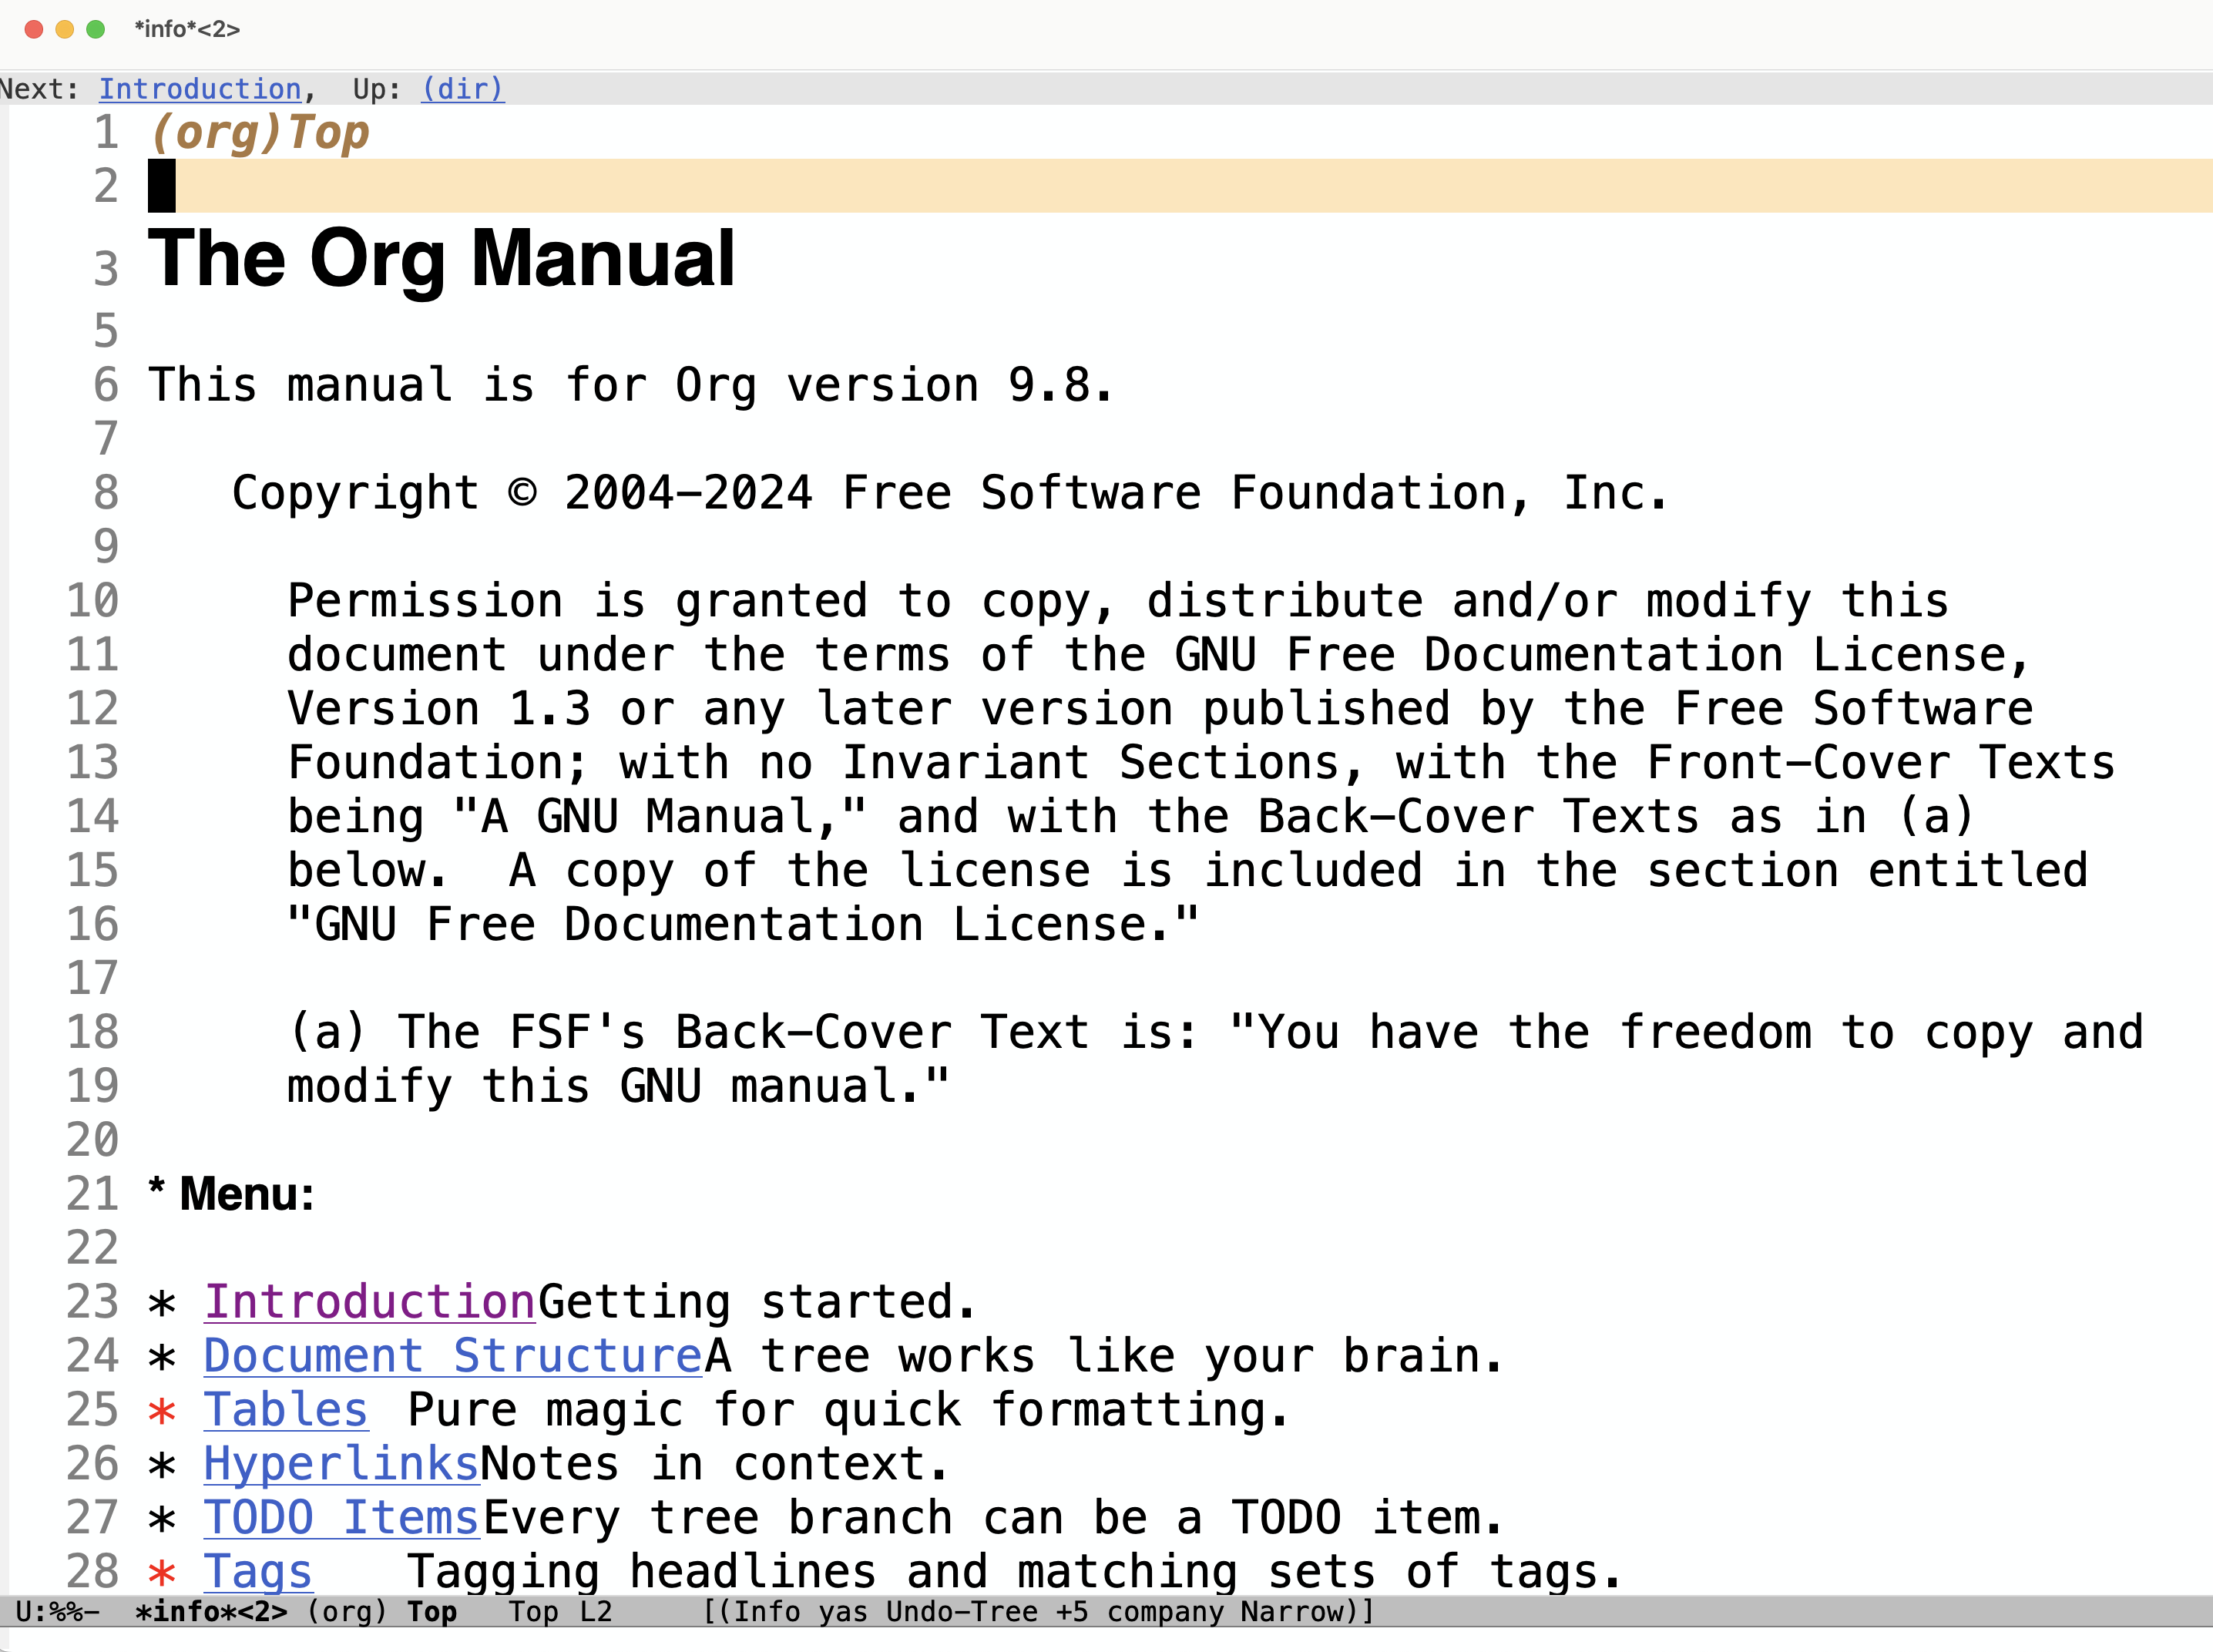 *info*<2>
Next: Introduction,  Up: (dir)
1 (org)Top
2
3 The Org Manual
5
6 This manual is for Org version 9.8.
7
8    Copyright © 2004–2024 Free Software Foundation, Inc.
9
10      Permission is granted to copy, distribute and/or modify this
11      document under the terms of the GNU Free Documentation License,
12      Version 1.3 or any later version published by the Free Software
13      Foundation; with no Invariant Sections, with the Front-Cover Texts
14      being "A GNU Manual," and with the Back-Cover Texts as in (a)
15      below.  A copy of the license is included in the section entitled
16      "GNU Free Documentation License."
17
18      (a) The FSF's Back-Cover Text is: "You have the freedom to copy and
19      modify this GNU manual."
20
21 * Menu:
22
23 * IntroductionGetting started.
24 * Document StructureA tree works like your brain.
25 * Tables  Pure magic for quick formatting.
26 * HyperlinksNotes in context.
27 * TODO ItemsEvery tree branch can be a TODO item.
28 * Tags    Tagging headlines and matching sets of tags.
U:%%-  *info*<2> (org) Top   Top L2     [(Info yas Undo-Tree +5 company Narrow)]